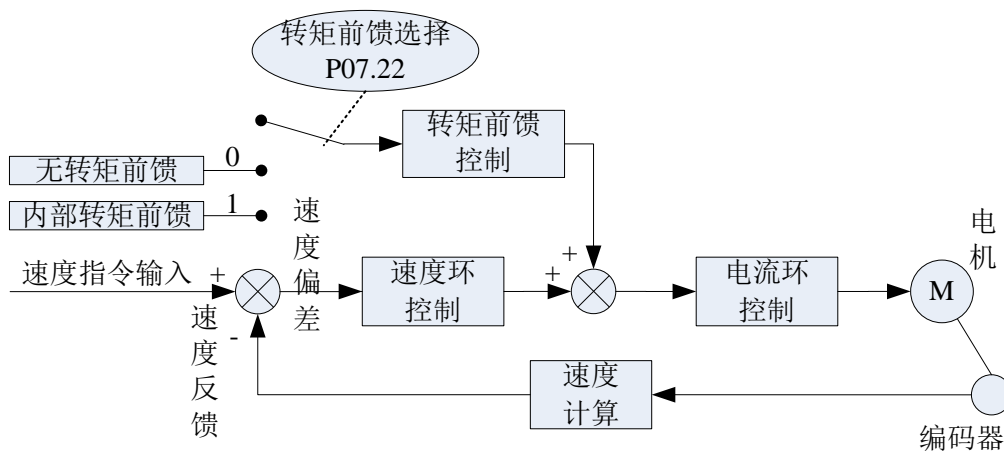 转矩前馈选择
P07.22
转矩前馈
控制
无转矩前馈
0
内部转矩前馈
1
速度偏差
速度指令输入
+
速度环
控制
+
+
电流环
控制
电机
M
-
速度反馈
速度
计算
编码器